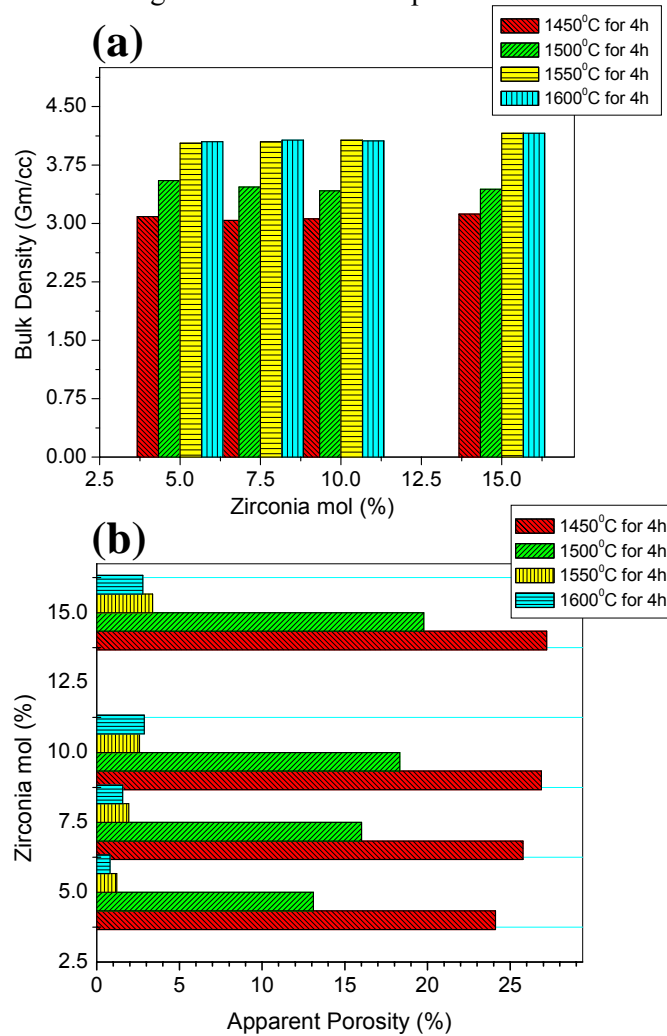 (a)
1450⁰C for 4h
1500⁰C for 4h
1550⁰C for 4h
1600⁰C for 4h
Bulk Density (Gm/cc)
4.50
3.75
3.00
2.25
1.50
0.75
0.00
2.5 5.0 7.5 10.0 12.5 15.0
Zirconia mol (%)
(b)
1450⁰C for 4h
1500⁰C for 4h
1550⁰C for 4h
1600⁰C for 4h
Zirconia mol (%)
15.0
12.5
10.0
7.5
5.0
2.5
0 5 10 15 20 25
Apparent Porosity (%)